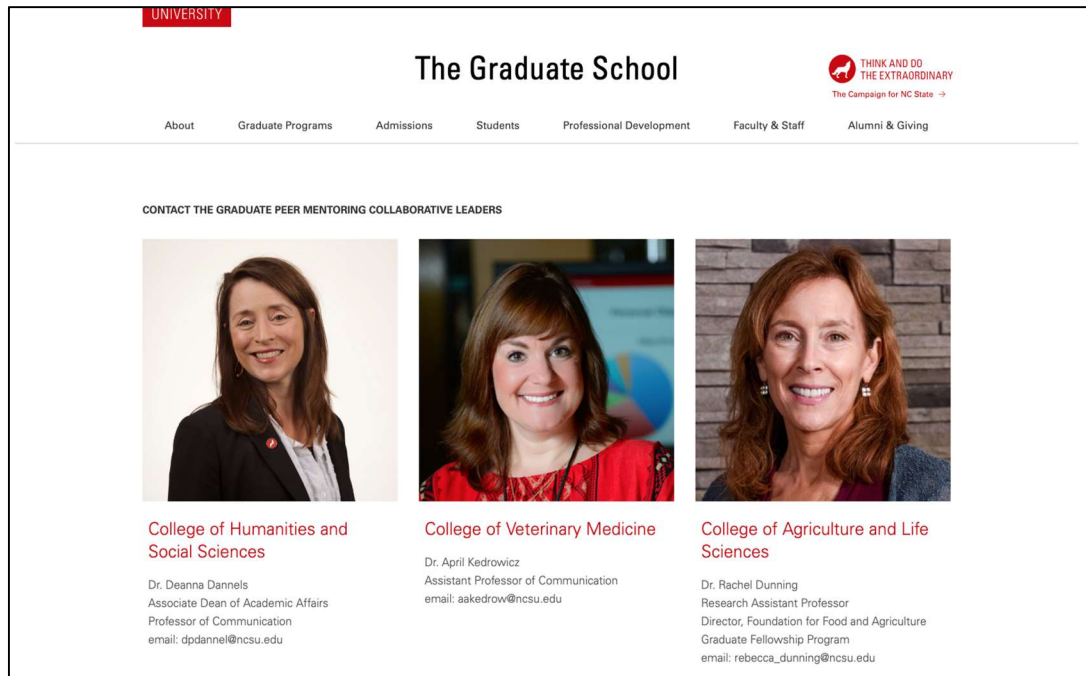 UNIVERSITY
The Graduate School
THINK AND DO
THE EXTRAORDINARY
The Campaign for NC State →
About Graduate Programs Admissions Students Professional Development Faculty & Staff Alumni & Giving
CONTACT THE GRADUATE PEER MENTORING COLLABORATIVE LEADERS
College of Humanities and
Social Sciences
Dr. Deanna Dannels
Associate Dean of Academic Affairs
Professor of Communication
email: dpdannel@ncsu.edu
College of Veterinary Medicine
Dr. April Kedrowicz
Assistant Professor of Communication
email: aakedrow@ncsu.edu
College of Agriculture and Life
Sciences
Dr. Rachel Dunning
Research Assistant Professor
Director, Foundation for Food and Agriculture
Graduate Fellowship Program
email: rebecca_dunning@ncsu.edu